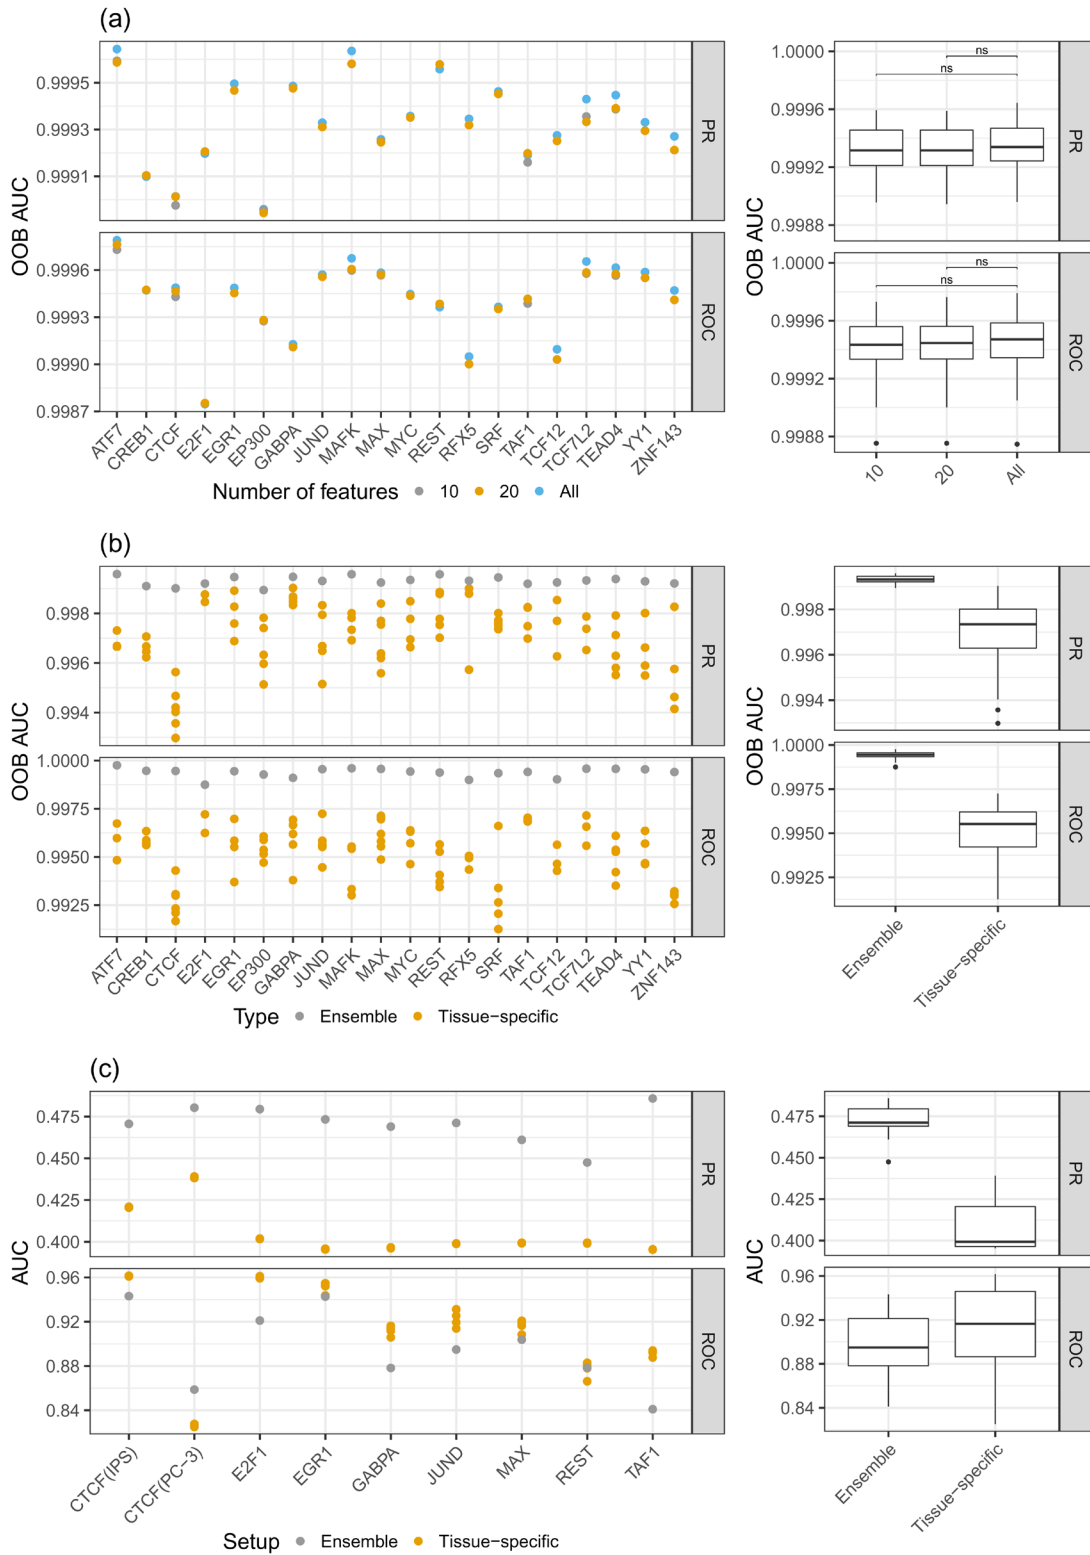 (a)
OOB AUC
0.9995
0.9993
0.9991
PR
0.9996
0.9993
0.9990
0.9987
ROC
ATF7
CREB1
CTCF
E2F1
EGR1
EP300
GABPA
JUND
MAFK
MAX
MYC
REST
RFX5
SRF
TAF1
TCF12
TCF7L2
TEAD4
YY1
ZNF143
Number of features 10 20 All
OOB AUC
1.0000
0.9996
0.9992
0.9988
ns
ns
PR
1.0000
0.9996
0.9992
0.9988
ns
ns
ROC
10
20
All
(b)
OOB AUC
0.998
0.996
0.994
PR
1.0000
0.9975
0.9950
0.9925
ROC
ATF7
CREB1
CTCF
E2F1
EGR1
EP300
GABPA
JUND
MAFK
MAX
MYC
REST
RFX5
SRF
TAF1
TCF12
TCF7L2
TEAD4
YY1
ZNF143
Type Ensemble Tissue−specific
OOB AUC
0.998
0.996
0.994
PR
1.0000
0.9975
0.9950
0.9925
ROC
Ensemble
Tissue−specific
(c)
AUC
0.475
0.450
0.425
0.400
PR
0.96
0.92
0.88
0.84
ROC
CTCF(IPS)
CTCF(PC−3)
E2F1
EGR1
GABPA
JUND
MAX
REST
TAF1
Setup Ensemble Tissue−specific
AUC
0.475
0.450
0.425
0.400
PR
0.96
0.92
0.88
0.84
ROC
Ensemble
Tissue−specific